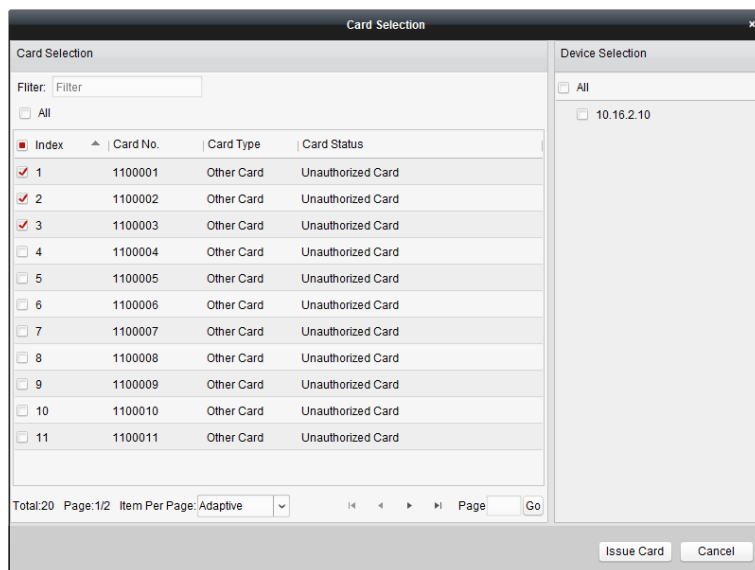 Card Selection
×
Card Selection
Fliter: Filter
All
Index Card No. Card Type Card Status
1 1100001 Other Card Unauthorized Card
2 1100002 Other Card Unauthorized Card
3 1100003 Other Card Unauthorized Card
4 1100004 Other Card Unauthorized Card
5 1100005 Other Card Unauthorized Card
6 1100006 Other Card Unauthorized Card
7 1100007 Other Card Unauthorized Card
8 1100008 Other Card Unauthorized Card
9 1100009 Other Card Unauthorized Card
10 1100010 Other Card Unauthorized Card
11 1100011 Other Card Unauthorized Card
Total:20 Page:1/2 Item Per Page: Adaptive Page Go
Device Selection
All
10.16.2.10
Issue Card Cancel